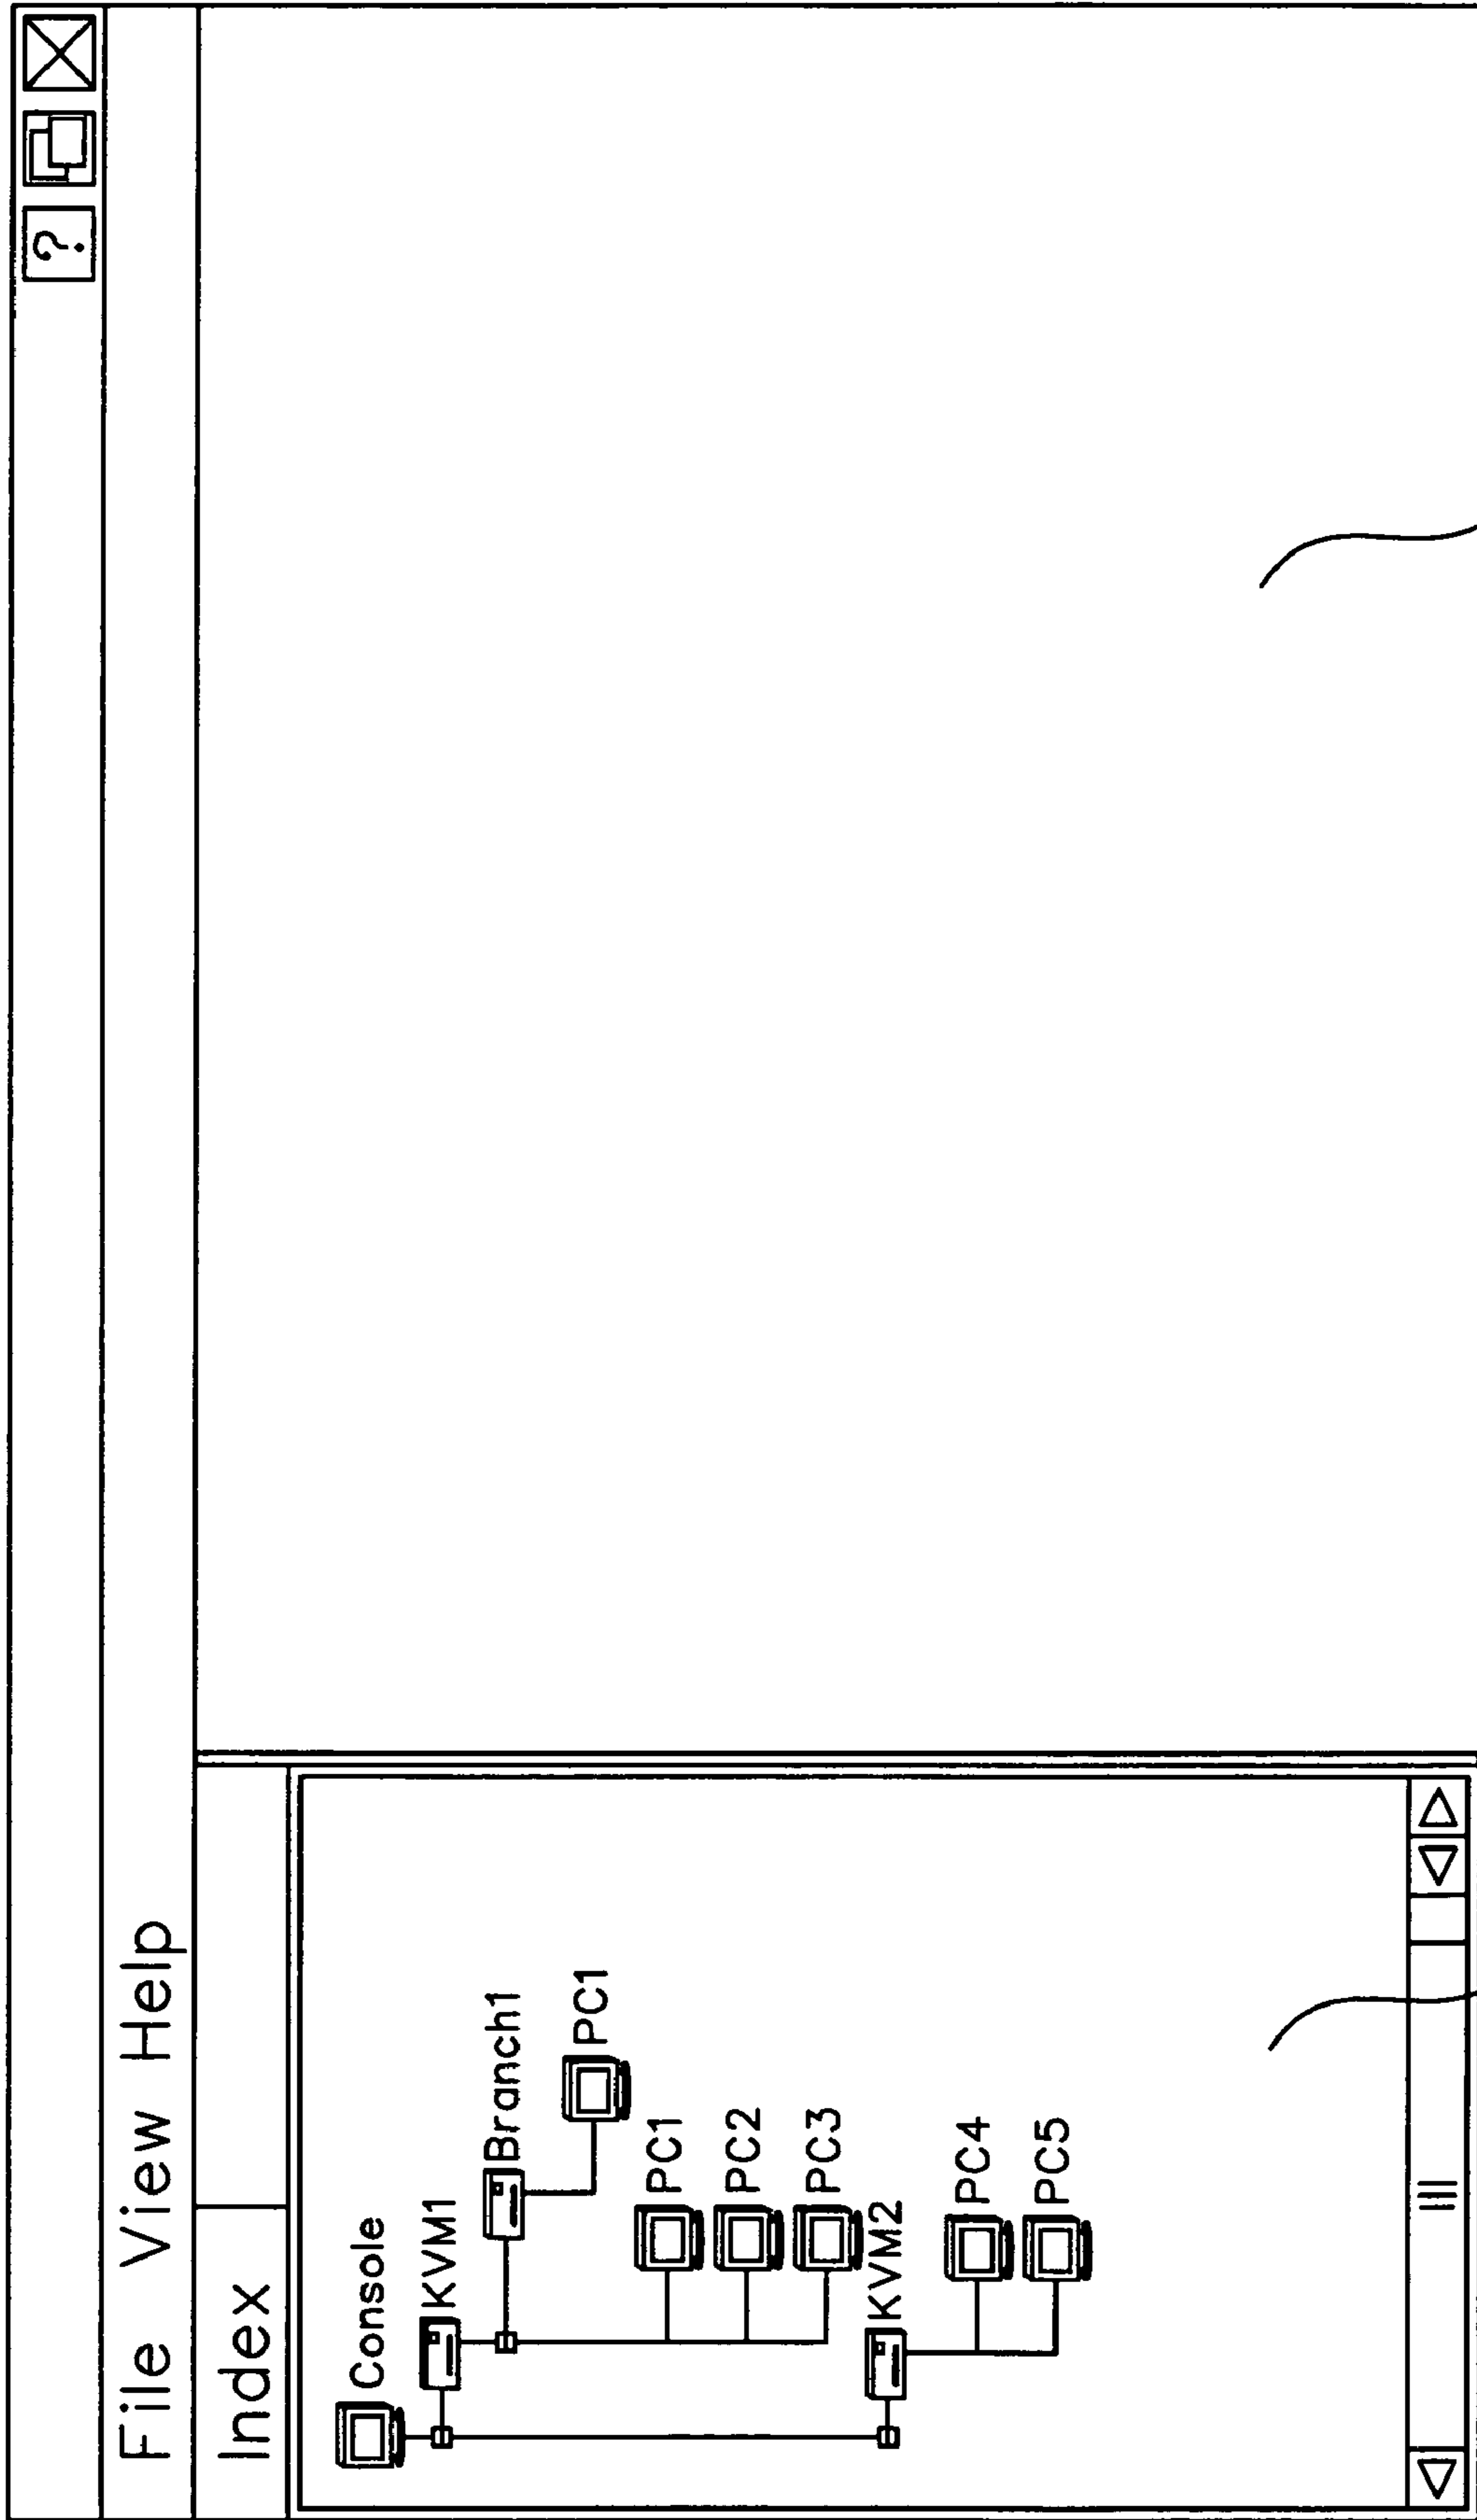 ?
File View Help
Index
Console
KVM1
Branch1
PC1
PC1
PC2
PC3
KVM2
PC4
PC5